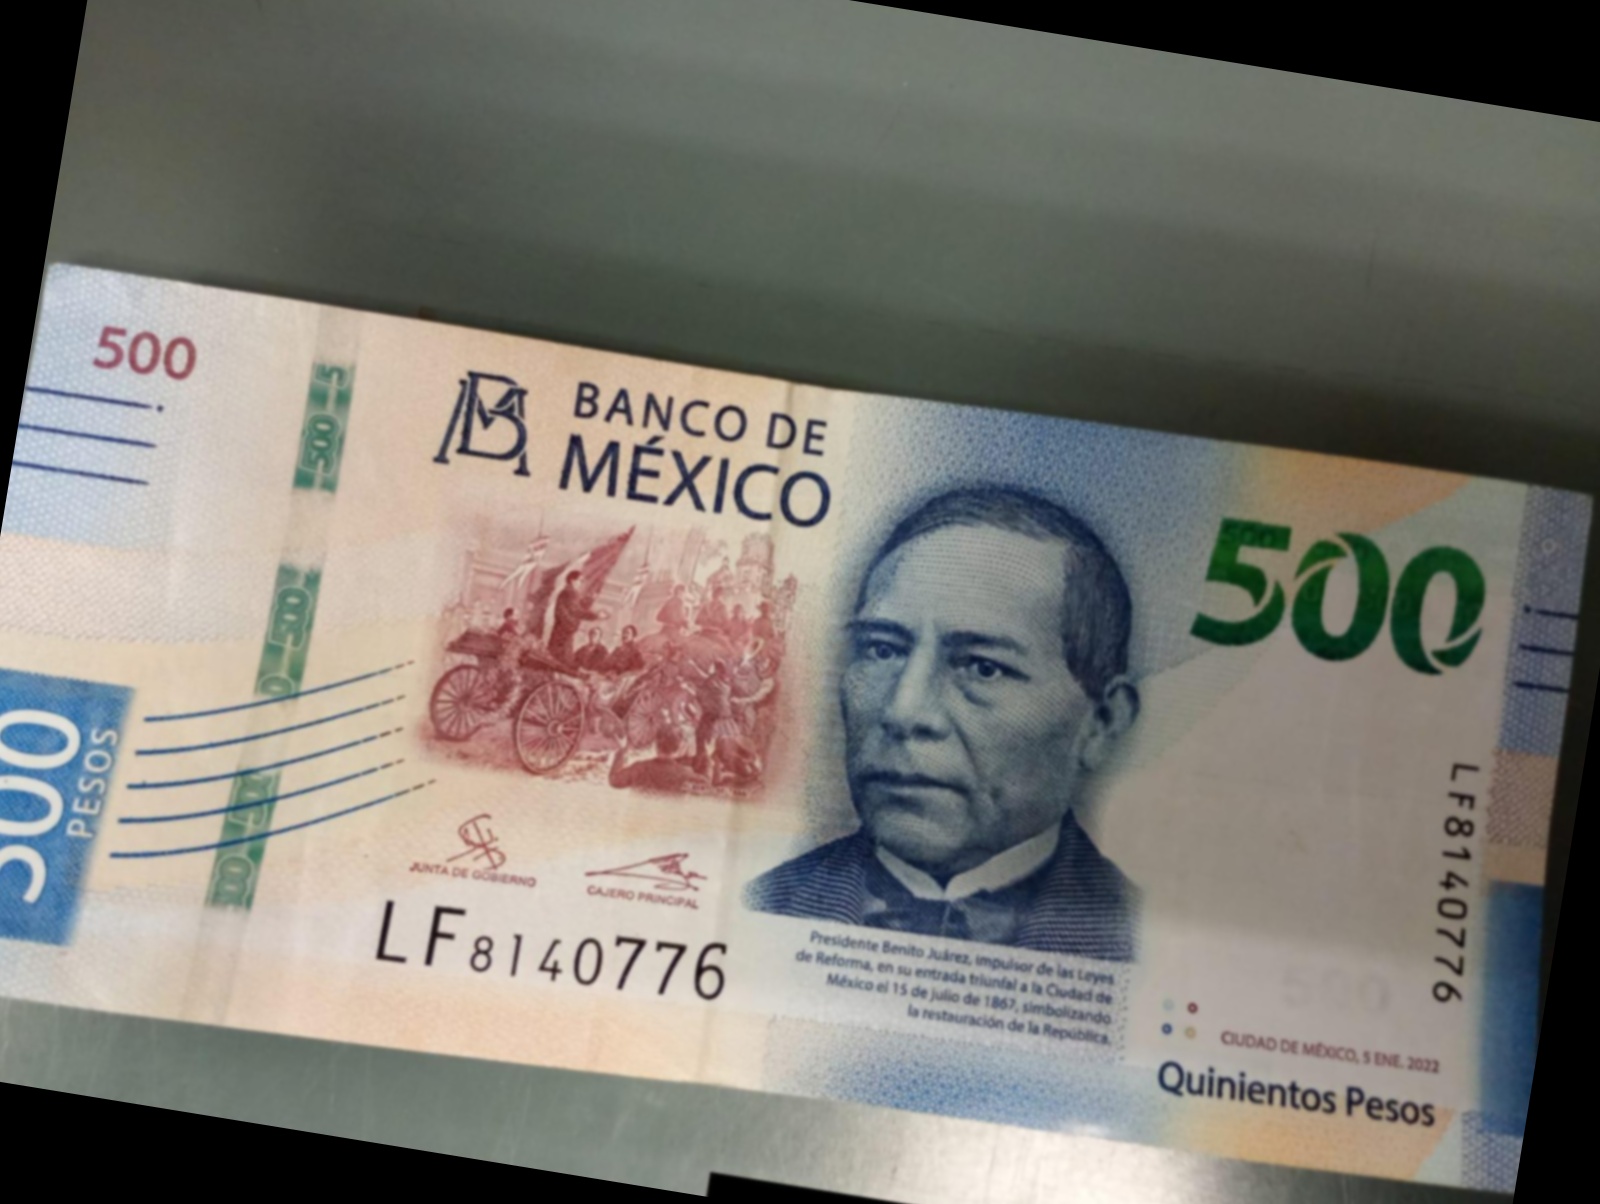 500
BANCO DE
MÉXICO
500
500
PESOS
JUNTA DE GOBIERNO
CAJERO PRINCIPAL
LF8140776
LF8140776
Presidente Benito Juárez, impulsor de las Leyes
de Reforma, en su entrada triunfal a la Ciudad de
México el 15 de julio de 1867, simbolizando
la restauración de la República.
CIUDAD DE MÉXICO, 5 ENE. 2022
Quinientos Pesos